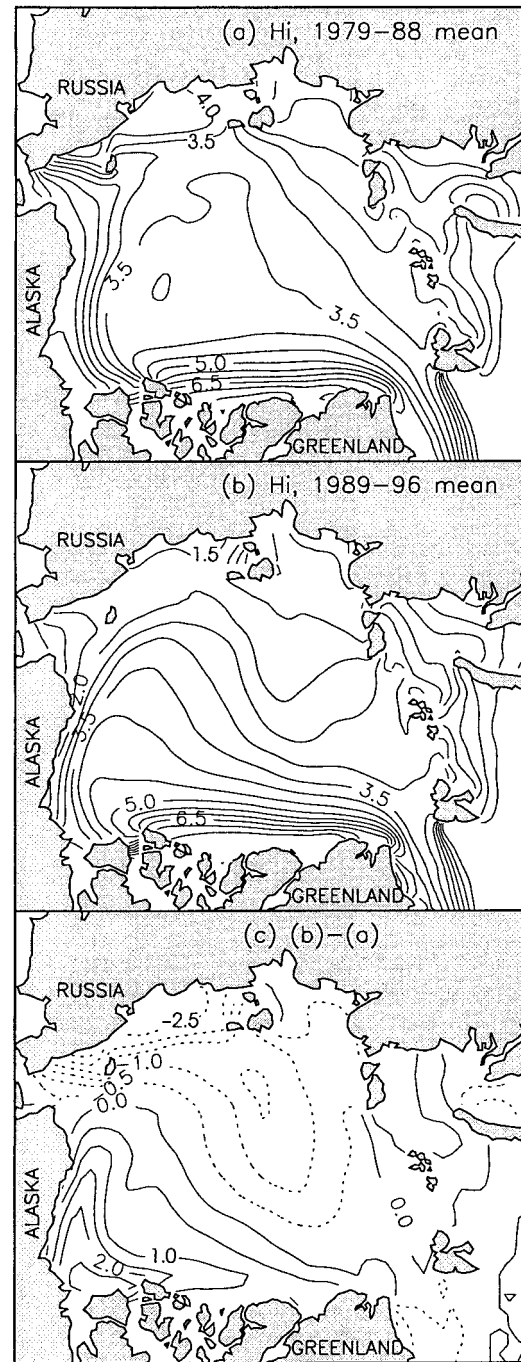 (a) Hi, 1979-88 mean
RUSSIA
4.0
3.5
ALASKA
3.5
3.5
5.0
6.5
GREENLAND
(b) Hi, 1989-96 mean
RUSSIA
1.5
2.0
3.5
ALASKA
3.5
5.0
6.5
GREENLAND
(c) (b)-(a)
RUSSIA
-2.5
-1.0
-0.5
0.0
0.0
ALASKA
1.0
2.0
GREENLAND